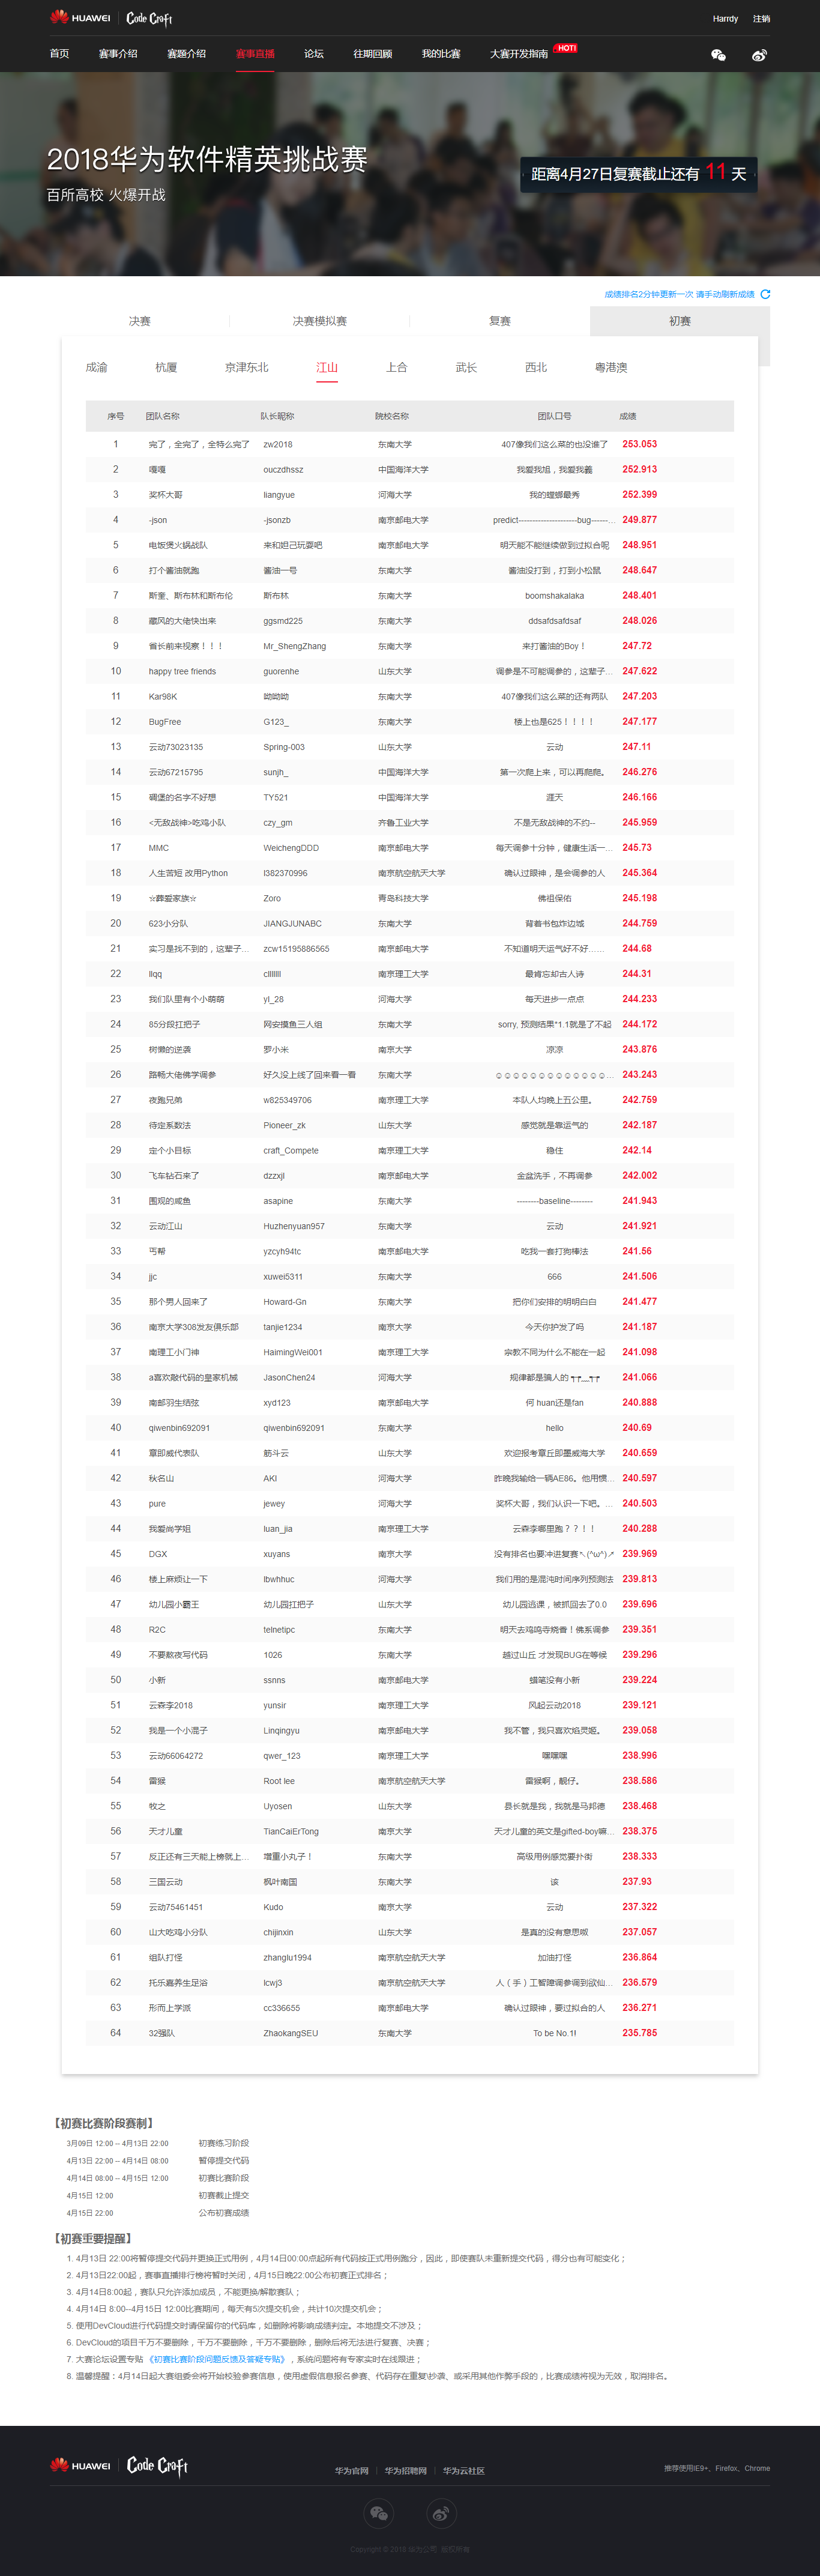 HUAWEI Code Craft Harrdy 注销
首页 赛事介绍 赛题介绍 赛事直播 论坛 往期回顾 我的比赛 大赛开发指南 HOT!
2018华为软件精英挑战赛
百所高校 火爆开战
距离4月27日复赛截止还有 11 天
成绩排名2分钟更新一次 请手动刷新成绩
决赛 决赛模拟赛 复赛 初赛
成渝 杭厦 京津东北 江山 上合 武长 西北 粤港澳
序号 团队名称 队长昵称 院校名称 团队口号 成绩
1 完了，全完了，全特么完了 zw2018 东南大学 407像我们这么菜的也没谁了 253.053
2 嘎嘎 ouczdhssz 中国海洋大学 我爱我旭，我爱我義 252.913
3 奖杯大哥 liangyue 河海大学 我的螳螂最秀 252.399
4 -json -jsonzb 南京邮电大学 predict---------------------bug------... 249.877
5 电饭煲火锅战队 来和妲己玩耍吧 南京邮电大学 明天能不能继续做到过拟合呢 248.951
6 打个酱油就跑 酱油一号 东南大学 酱油没打到，打到小松鼠 248.647
7 斯奎、斯布林和斯布伦 斯布林 东南大学 boomshakalaka 248.401
8 避风的大佬快出来 ggsmd225 东南大学 ddsafdsafdsaf 248.026
9 省长前来视察！！！ Mr_ShengZhang 东南大学 来打酱油的Boy！ 247.72
10 happy tree friends guorenhe 山东大学 调参是不可能调参的，这辈子... 247.622
11 Kar98K 呦呦呦 东南大学 407像我们这么菜的还有两队 247.203
12 BugFree G123_ 东南大学 楼上也是625！！！！ 247.177
13 云动73023135 Spring-003 山东大学 云动 247.11
14 云动67215795 sunjh_ 中国海洋大学 第一次爬上来，可以再爬爬。 246.276
15 碉堡的名字不好想 TY521 中国海洋大学 涯天 246.166
16 <无敌战神>吃鸡小队 czy_gm 齐鲁工业大学 不是无敌战神的不约-- 245.959
17 MMC WeichengDDD 南京邮电大学 每天调参十分钟，健康生活一... 245.73
18 人生苦短 改用Python l382370996 南京航空航天大学 确认过眼神，是会调参的人 245.364
19 ☆葬爱家族☆ Zoro 青岛科技大学 佛祖保佑 245.198
20 623小分队 JIANGJUNABC 东南大学 背着书包炸边城 244.759
21 实习是找不到的，这辈子... zcw15195886565 南京邮电大学 不知道明天运气好不好…… 244.68
22 llqq clllllll 南京理工大学 最肯忘却古人诗 244.31
23 我们队里有个小萌萌 yl_28 河海大学 每天进步一点点 244.233
24 85分段扛把子 网安摸鱼三人组 东南大学 sorry, 预测结果*1.1就是了不起 244.172
25 树懒的逆袭 罗小米 南京大学 凉凉 243.876
26 路畅大佬佛学调参 好久没上线了回来看一看 东南大学 ☺☺☺☺☺☺☺☺☺☺☺☺☺... 243.243
27 夜跑兄弟 w825349706 南京理工大学 本队人均晚上五公里。 242.759
28 待定系数法 Pioneer_zk 山东大学 感觉就是靠运气的 242.187
29 定个小目标 craft_Compete 南京理工大学 稳住 242.14
30 飞车钻石来了 dzzxjl 南京邮电大学 金盆洗手，不再调参 242.002
31 围观的咸鱼 asapine 东南大学 --------baseline-------- 241.943
32 云动江山 Huzhenyuan957 东南大学 云动 241.921
33 丐帮 yzcyh94tc 南京邮电大学 吃我一套打狗棒法 241.56
34 jjc xuwei5311 东南大学 666 241.506
35 那个男人回来了 Howard-Gn 东南大学 把你们安排的明明白白 241.477
36 南京大学308发友俱乐部 tanjie1234 南京大学 今天你护发了吗 241.187
37 南理工小门神 HaimingWei001 南京理工大学 宗教不同为什么不能在一起 241.098
38 a喜欢敲代码的皇家机械 JasonChen24 河海大学 规律都是骗人的 ┭┮﹏┭┮ 241.066
39 南邮羽生结弦 xyd123 南京邮电大学 何 huan还是fan 240.888
40 qiwenbin692091 qiwenbin692091 东南大学 hello 240.69
41 章即威代表队 筋斗云 山东大学 欢迎报考章丘即墨威海大学 240.659
42 秋名山 AKI 河海大学 昨晚我输给一辆AE86。他用惯... 240.597
43 pure jewey 河海大学 奖杯大哥，我们认识一下吧。... 240.503
44 我爱尚学姐 luan_jia 南京理工大学 云森李哪里跑？？！！ 240.288
45 DGX xuyans 南京大学 没有排名也要冲进复赛↖(^ω^)↗ 239.969
46 楼上麻烦让一下 lbwhhuc 河海大学 我们用的是混沌时间序列预测法 239.813
47 幼儿园小霸王 幼儿园扛把子 山东大学 幼儿园逃课，被抓回去了0.0 239.696
48 R2C telnetipc 东南大学 明天去鸡鸣寺烧香！佛系调参 239.351
49 不要熬夜写代码 1026 东南大学 越过山丘 才发现BUG在等候 239.296
50 小新 ssnns 南京邮电大学 蜡笔没有小新 239.224
51 云森李2018 yunsir 南京理工大学 风起云动2018 239.121
52 我是一个小混子 Linqingyu 南京邮电大学 我不管，我只喜欢焰灵姬。 239.058
53 云动66064272 qwer_123 南京理工大学 嘿嘿嘿 238.996
54 雷猴 Root lee 南京航空航天大学 雷猴啊，靓仔。 238.586
55 牧之 Uyosen 山东大学 县长就是我，我就是马邦德 238.468
56 天才儿童 TianCaiErTong 南京大学 天才儿童的英文是gifted-boy嘛... 238.375
57 反正还有三天能上榜就上... 增重小丸子！ 东南大学 高级用例感觉要扑街 238.333
58 三国云动 枫叶南国 东南大学 诶 237.93
59 云动75461451 Kudo 南京大学 云动 237.322
60 山大吃鸡小分队 chijinxin 山东大学 是真的没有意思啦 237.057
61 组队打怪 zhanglu1994 南京航空航天大学 加油打怪 236.864
62 托乐嘉养生足浴 lcwj3 南京航空航天大学 人（手）工智障调参调到欲仙... 236.579
63 形而上学派 cc336655 南京邮电大学 确认过眼神，要过拟合的人 236.271
64 32强队 ZhaokangSEU 东南大学 To be No.1! 235.785
【初赛比赛阶段赛制】
3月09日 12:00 -- 4月13日 22:00 初赛练习阶段
4月13日 22:00 -- 4月14日 08:00 暂停提交代码
4月14日 08:00 -- 4月15日 12:00 初赛比赛阶段
4月15日 12:00 初赛截止提交
4月15日 22:00 公布初赛成绩
【初赛重要提醒】
1. 4月13日 22:00将暂停提交代码并更换正式用例，4月14日00:00点起所有代码按正式用例跑分，因此，即使赛队未重新提交代码，得分也有可能变化；
2. 4月13日22:00起，赛事直播排行榜将暂时关闭，4月15日晚22:00公布初赛正式排名；
3. 4月14日8:00起，赛队只允许添加成员，不能更换/解散赛队；
4. 4月14日 8:00--4月15日 12:00比赛期间，每天有5次提交机会，共计10次提交机会；
5. 使用DevCloud进行代码提交时请保留你的代码库，如删除将影响成绩判定。本地提交不涉及；
6. DevCloud的项目千万不要删除，千万不要删除，千万不要删除，删除后将无法进行复赛、决赛；
7. 大赛论坛设置专贴 《初赛比赛阶段问题反馈及答疑专贴》，系统问题将有专家实时在线跟进；
8. 温馨提醒：4月14日起大赛组委会将开始校验参赛信息，使用虚假信息报名参赛、代码存在重复\抄袭、或采用其他作弊手段的，比赛成绩将视为无效，取消排名。
HUAWEI Code Craft 华为官网 | 华为招聘网 | 华为云社区 推荐使用IE9+、Firefox、Chrome
Copyright © 2018 华为公司, 版权所有